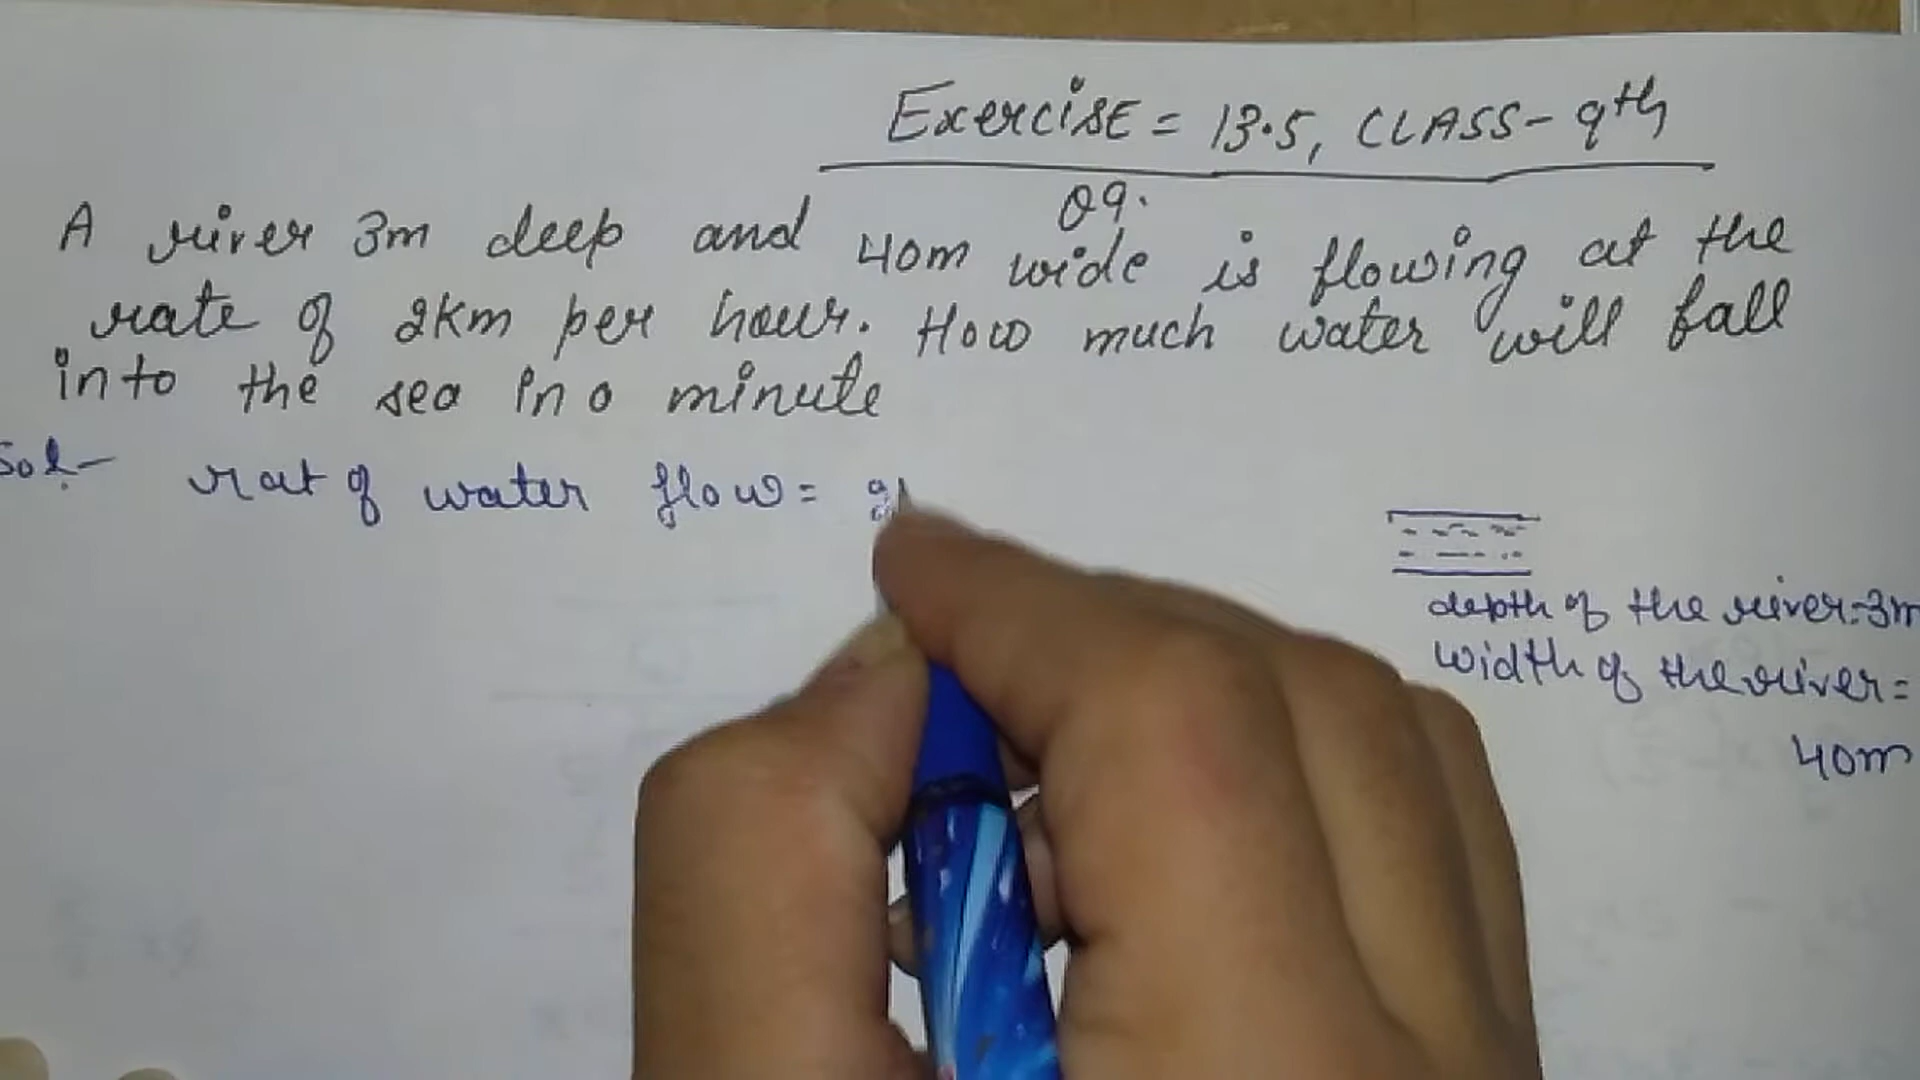 Exercise = 13.5, CLASS - 9th
Q9.
A river 3m deep and 40m wide is flowing at the
rate of 2km per hour. How much water will fall
into the sea in a minute
Sol:- rat of water flow = 2
depth of the river = 3m
width of the river =
40m